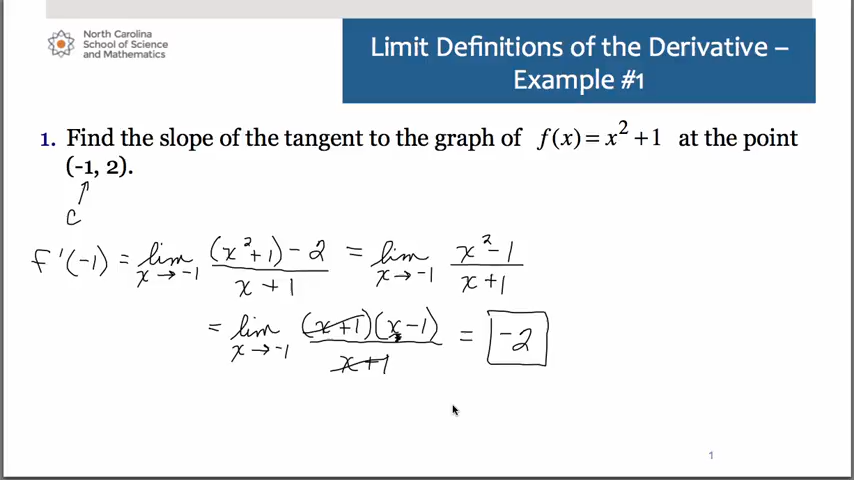 North Carolina
School of Science
and Mathematics
Limit Definitions of the Derivative –
Example #1
1. Find the slope of the tangent to the graph of f(x) = x² + 1 at the point
(-1, 2).
c
f'(-1) = lim x→-1 ((x²+1) - 2)/(x+1) = lim x→-1 (x²-1)/(x+1)
= lim x→-1 ((x+1)(x-1))/(x+1) = -2
1